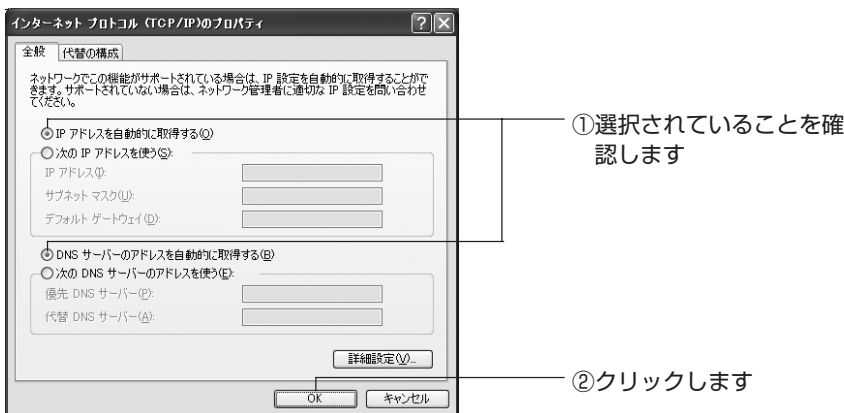 インターネット プロトコル (TCP/IP)のプロパティ
全般
代替の構成
ネットワークでこの機能がサポートされている場合は、IP 設定を自動的に取得することがで
きます。サポートされていない場合は、ネットワーク管理者に適切な IP 設定を問い合わせ
てください。
IP アドレスを自動的に取得する(O)
次の IP アドレスを使う(S):
IP アドレス(I):
サブネット マスク(U):
デフォルト ゲートウェイ(D):
DNS サーバーのアドレスを自動的に取得する(B)
次の DNS サーバーのアドレスを使う(E):
優先 DNS サーバー(P):
代替 DNS サーバー(A):
詳細設定(V)...
OK
キャンセル
①選択されていることを確
認します
②クリックします